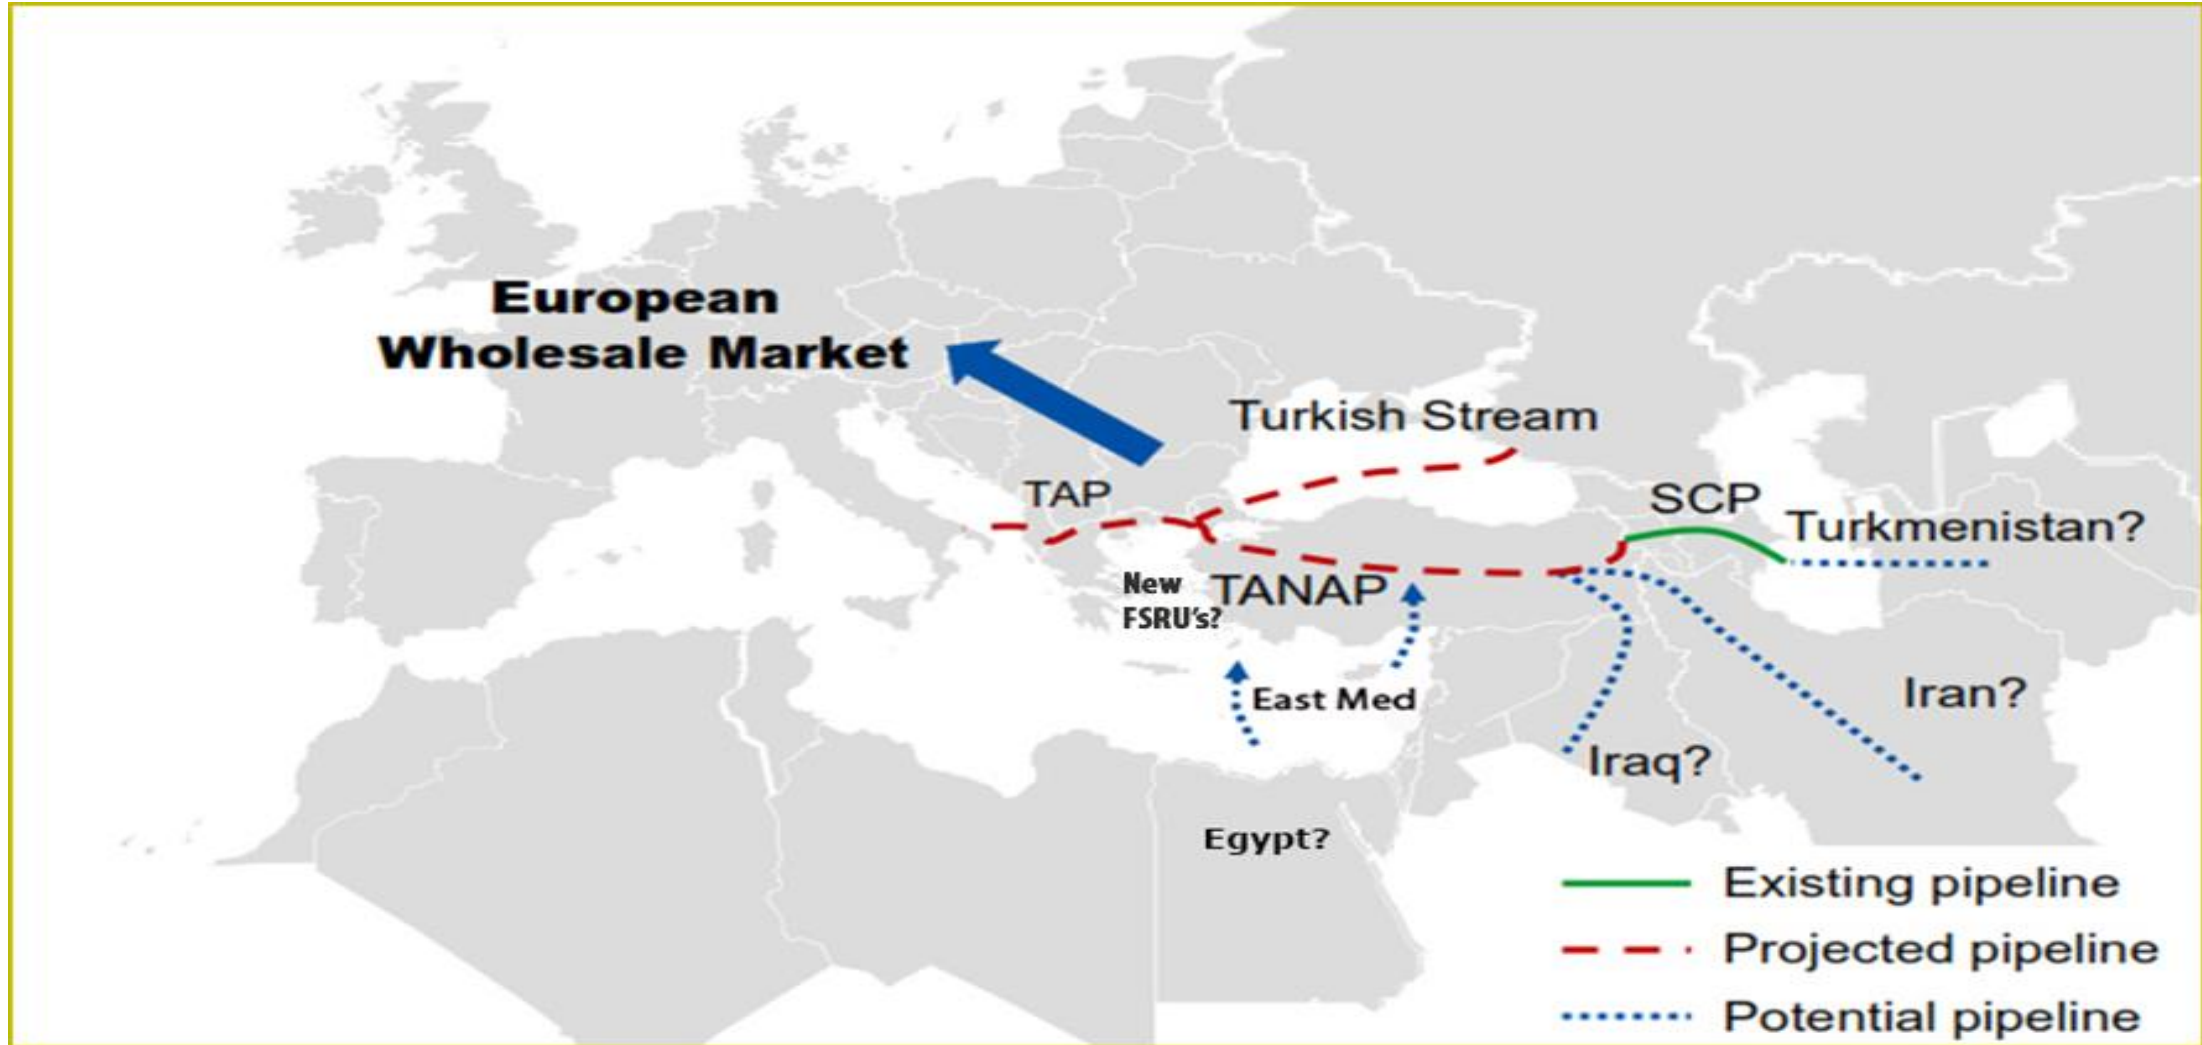 European
Wholesale Market
Turkish Stream
TAP
SCP
Turkmenistan?
New
FSRU's?
TANAP
East Med
Iran?
Iraq?
Egypt?
Existing pipeline
Projected pipeline
Potential pipeline